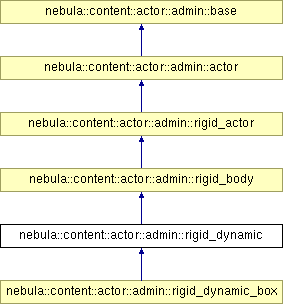 nebula::content::actor::admin::base
nebula::content::actor::admin::actor
nebula::content::actor::admin::rigid_actor
nebula::content::actor::admin::rigid_body
nebula::content::actor::admin::rigid_dynamic
nebula::content::actor::admin::rigid_dynamic_box